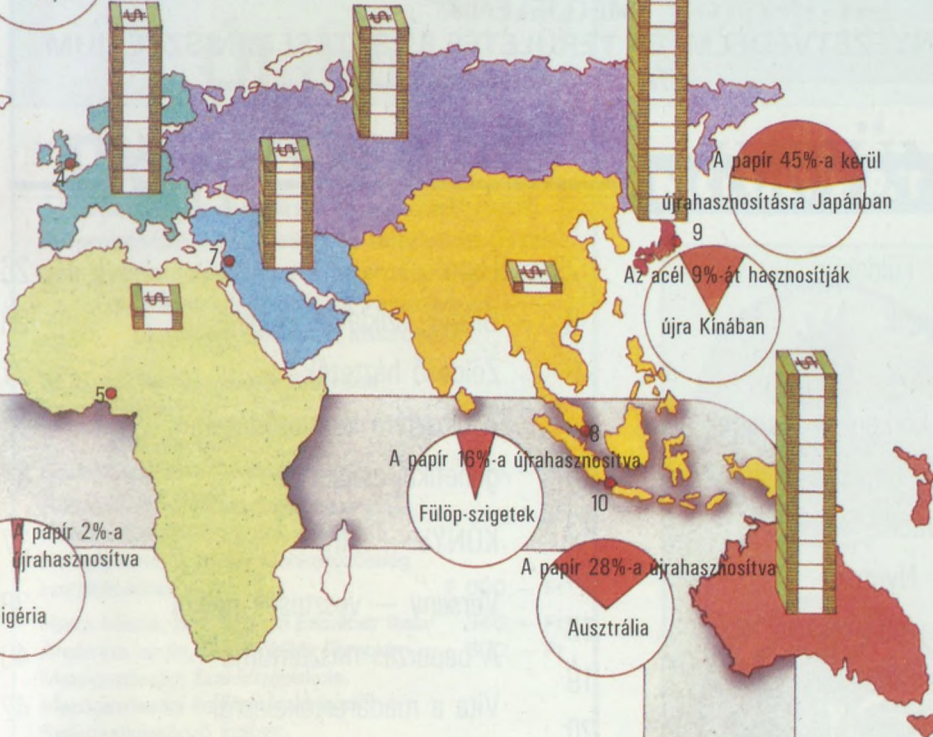 $
$
$
$
$
$
A papír 45%-a kerül
újrahasznosításra Japánban
4
9
7
Az acél 9%-át hasznosítják
újra Kínában
5
8
A papír 16%-a újrahasznosítva
10
Fülöp-szigetek
A papír 2%-a
újrahasznosítva
igéria
A papír 28%-a újrahasznosítva
Ausztrália